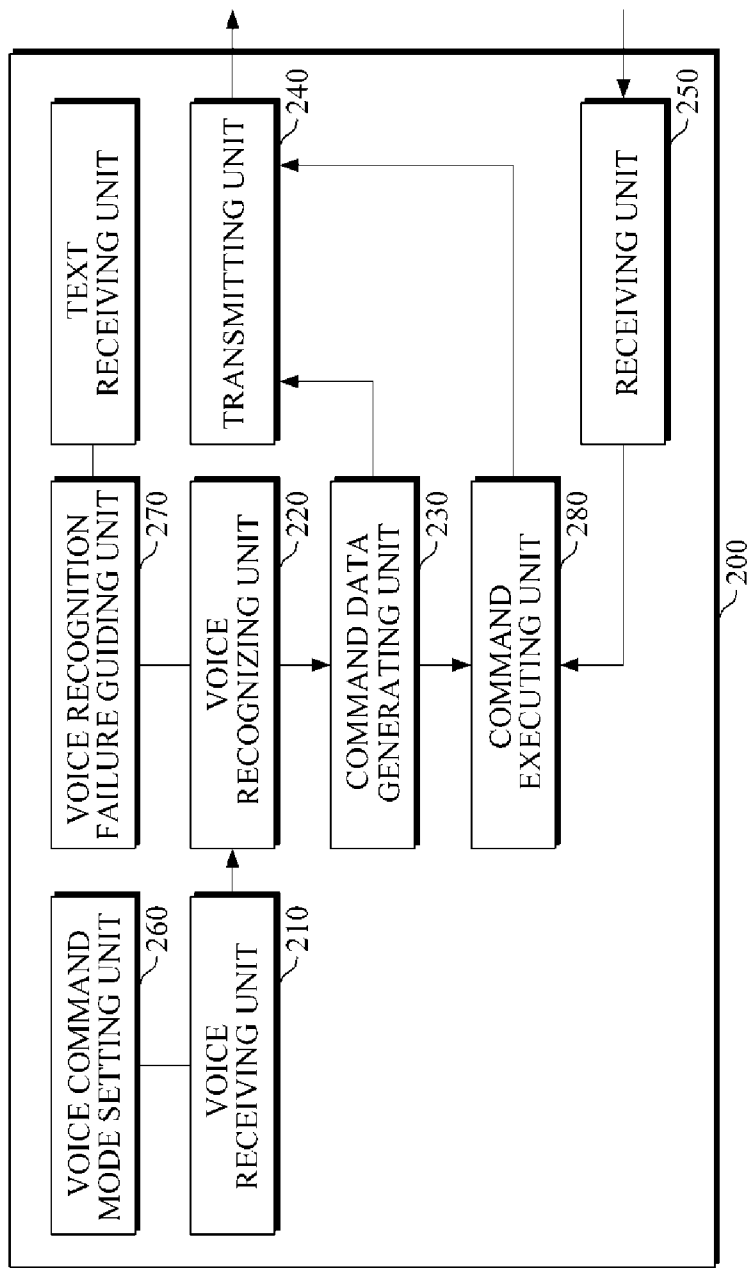 VOICE COMMAND
MODE SETTING UNIT
260
VOICE RECOGNITION
FAILURE GUIDING UNIT
270
TEXT
RECEIVING UNIT
VOICE
RECEIVING UNIT
210
VOICE
RECOGNIZING UNIT
220
TRANSMITTING UNIT
240
COMMAND DATA
GENERATING UNIT
230
COMMAND
EXECUTING UNIT
280
RECEIVING UNIT
250
200